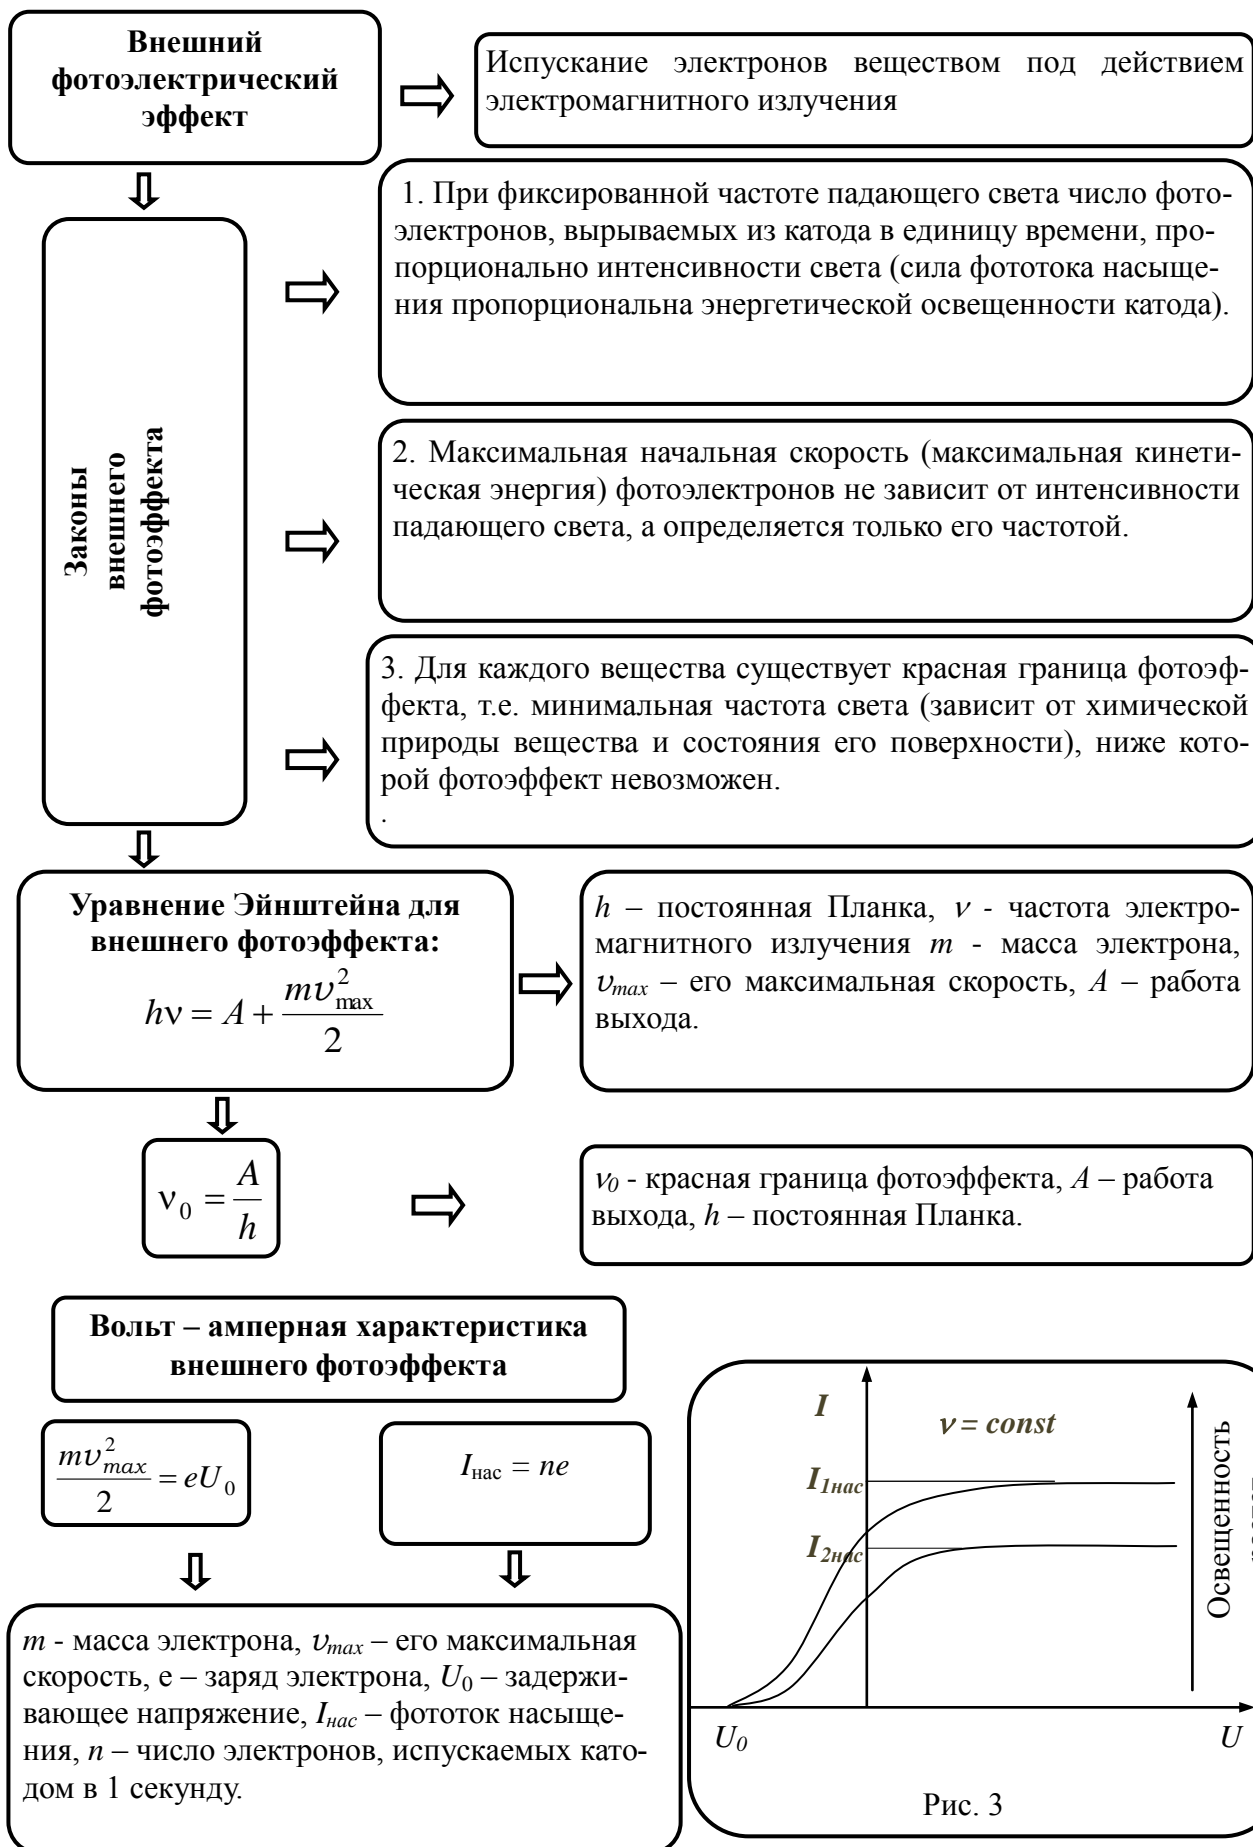 Внешний
фотоэлектрический
эффект
Испускание электронов веществом под действием
электромагнитного излучения
1. При фиксированной частоте падающего света число фото-
электронов, вырываемых из катода в единицу времени, про-
порционально интенсивности света (сила фототока насыще-
ния пропорциональна энергетической освещенности катода).
Законы
внешнего
фотоэффекта
2. Максимальная начальная скорость (максимальная кинети-
ческая энергия) фотоэлектронов не зависит от интенсивности
падающего света, а определяется только его частотой.
3. Для каждого вещества существует красная граница фотоэф-
фекта, т.е. минимальная частота света (зависит от химической
природы вещества и состояния его поверхности), ниже кото-
рой фотоэффект невозможен.
.
Уравнение Эйнштейна для
внешнего фотоэффекта:
hν = A + mυ²max / 2
h – постоянная Планка, ν - частота электро-
магнитного излучения m - масса электрона,
υmax – его максимальная скорость, A – работа
выхода.
ν₀ = A / h
ν0 - красная граница фотоэффекта, A – работа
выхода, h – постоянная Планка.
Вольт – амперная характеристика
внешнего фотоэффекта
mυ²max / 2 = eU₀
Iнас = ne
m - масса электрона, υmax – его максимальная
скорость, e – заряд электрона, U₀ – задержи-
вающее напряжение, Iнас – фототок насыще-
ния, n – число электронов, испускаемых като-
дом в 1 секунду.
I
ν = const
I1нас
I2нас
Освещенность
U0
U
Рис. 3